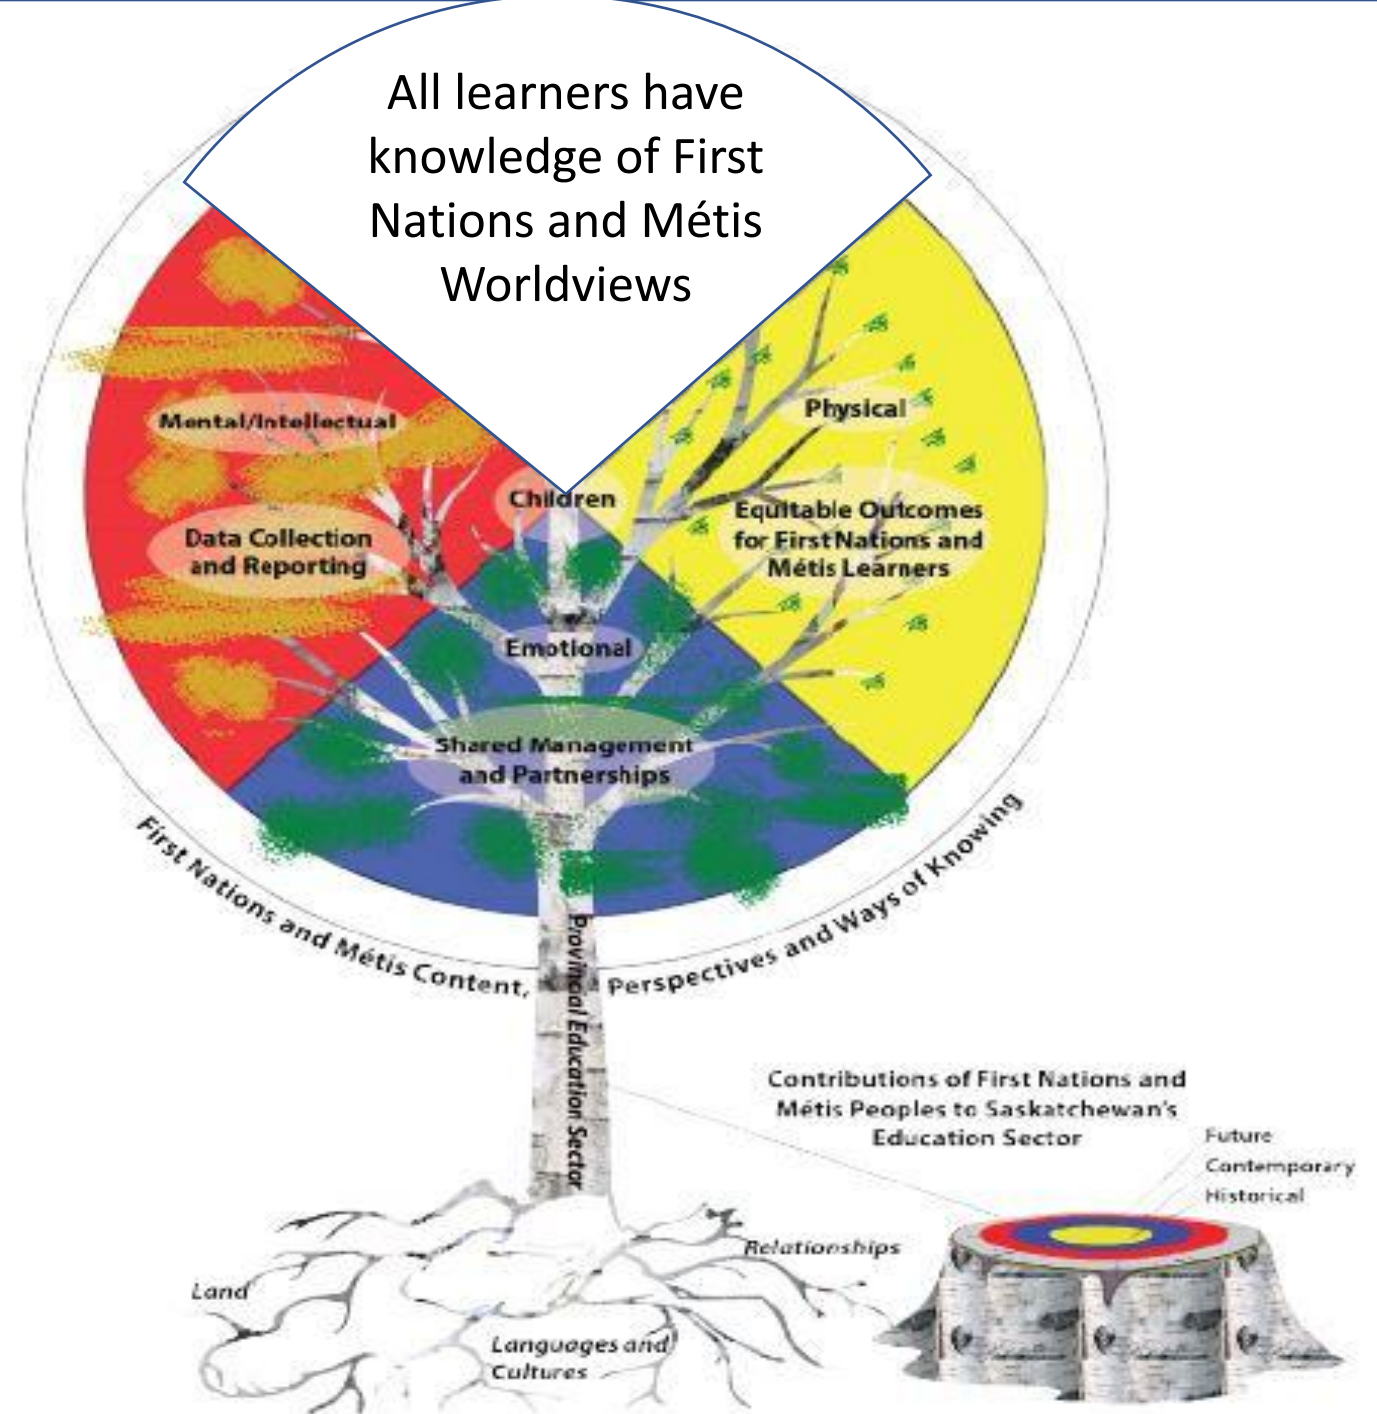 All learners have
knowledge of First
Nations and Métis
Worldviews
Mental/Intellectual
Physical
Children
Data Collection
and Reporting
Equitable Outcomes
for First Nations and
Métis Learners
Emotional
Shared Management
and Partnerships
First Nations and Métis Content, Perspectives and Ways of Knowing
Provincial Education Sector
Contributions of First Nations and
Métis Peoples to Saskatchewan's
Education Sector
Future
Contemporary
Historical
Relationships
Land
Languages and
Cultures